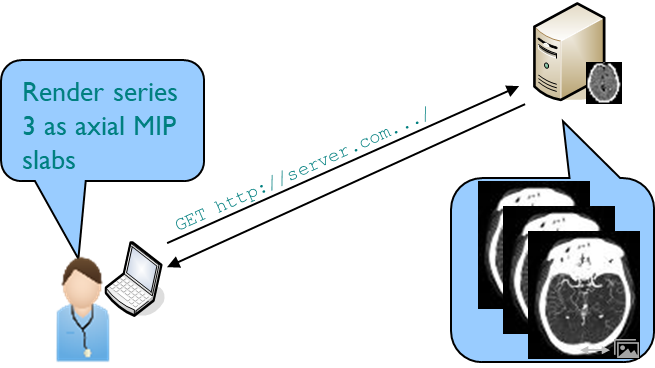 Render series
3 as axial MIP
slabs
GET http://server.com.../